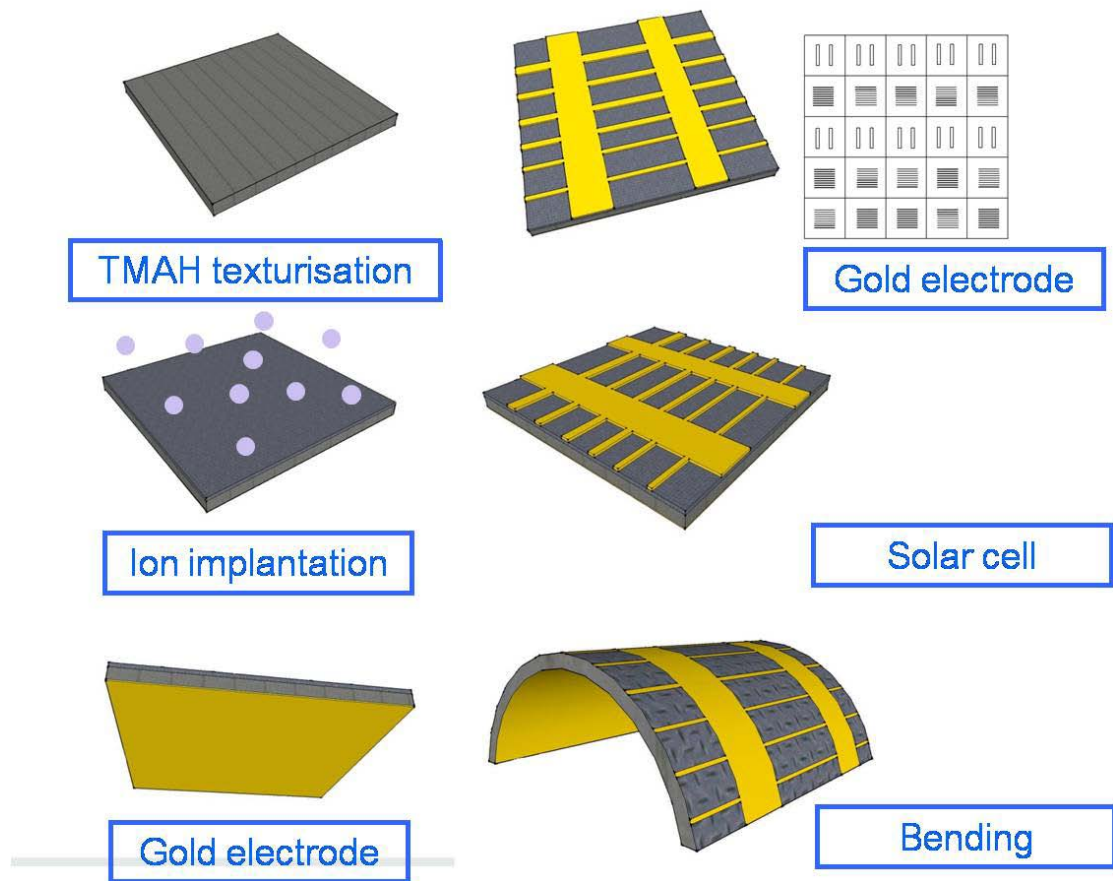 TMAH texturisation
Gold electrode
Ion implantation
Solar cell
Gold electrode
Bending